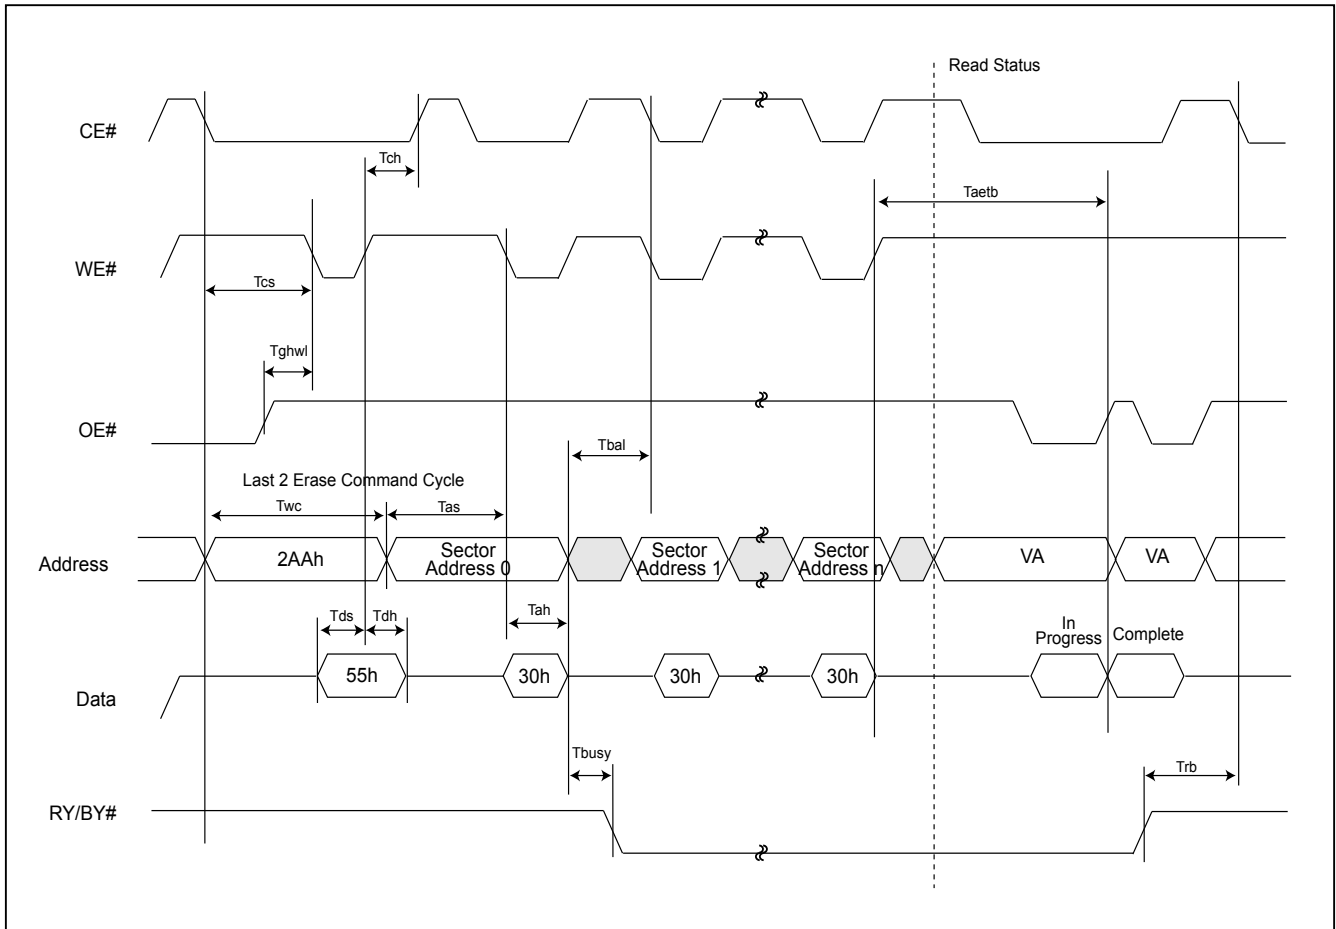 Read Status
CE#
Tch
Taetb
WE#
Tcs
Tghwl
OE#
Tbal
Last 2 Erase Command Cycle
Twc
Tas
Address
2AAh
Sector
Address 0
Sector
Address 1
Sector
Address n
VA
VA
Tds
Tdh
Tah
In
Progress
Complete
Data
55h
30h
30h
30h
Tbusy
Trb
RY/BY#